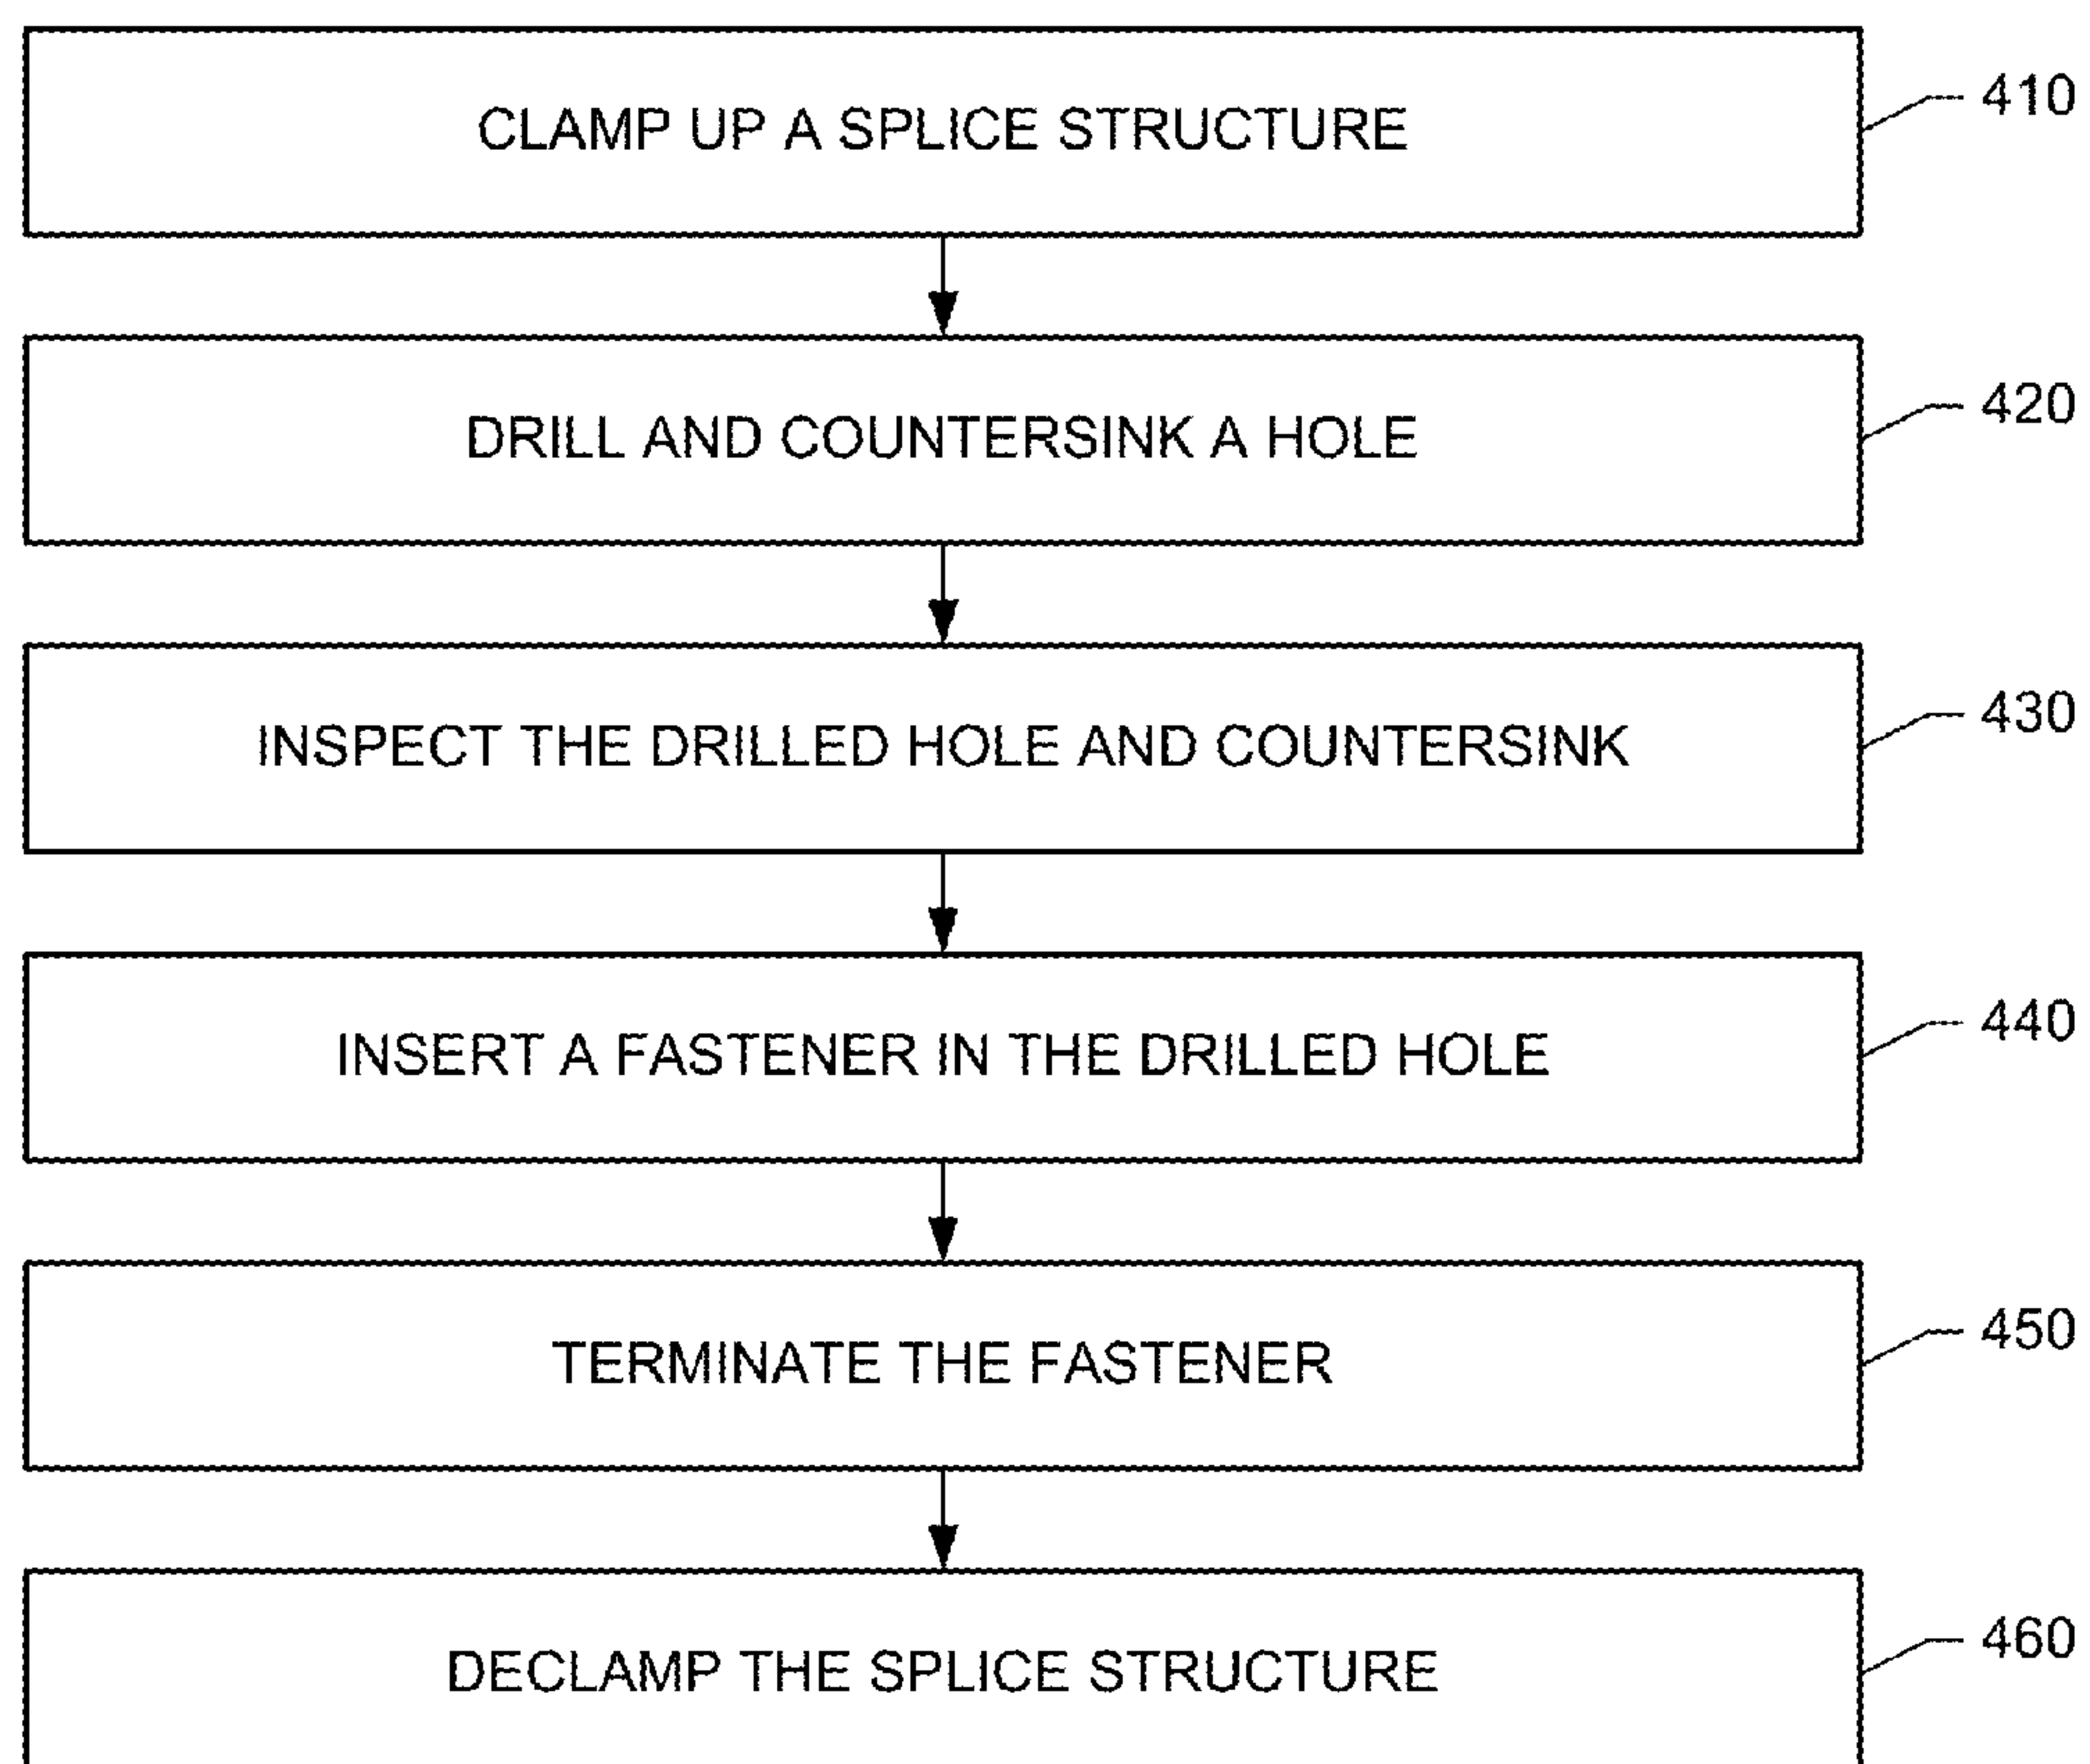 CLAMP UP A SPLICE STRUCTURE
410
DRILL AND COUNTERSINK A HOLE
420
INSPECT THE DRILLED HOLE AND COUNTERSINK
430
INSERT A FASTENER IN THE DRILLED HOLE
440
TERMINATE THE FASTENER
450
DECLAMP THE SPLICE STRUCTURE
460